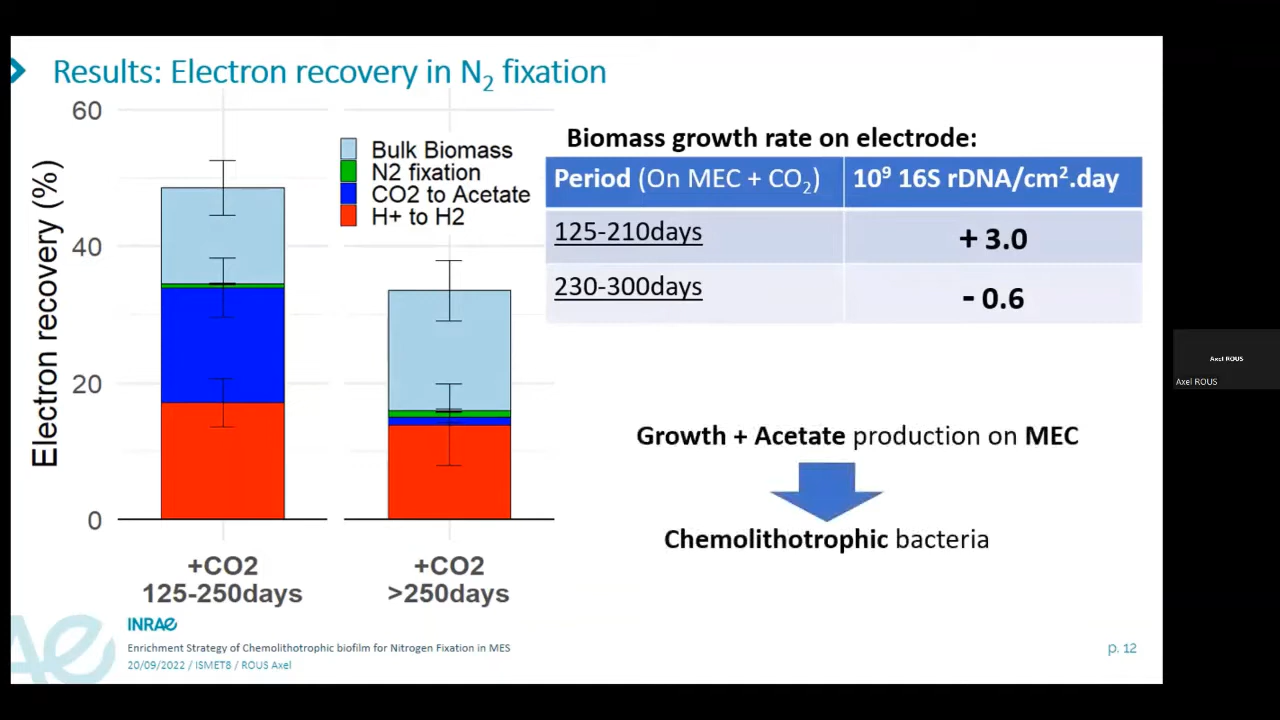 Results: Electron recovery in N2 fixation
Electron recovery (%)
60
40
20
0
Bulk Biomass
N2 fixation
CO2 to Acetate
H+ to H2
+CO2
125-250days
+CO2
>250days
Biomass growth rate on electrode:
Period (On MEC + CO2) 10⁹ 16S rDNA/cm².day
125-210days + 3.0
230-300days - 0.6
Growth + Acetate production on MEC
Chemolithotrophic bacteria
INRAE
Enrichment Strategy of Chemolithotrophic biofilm for Nitrogen Fixation in MES
20/09/2022 / ISMET8 / ROUS Axel
p. 12
Axel ROUS
Axel ROUS